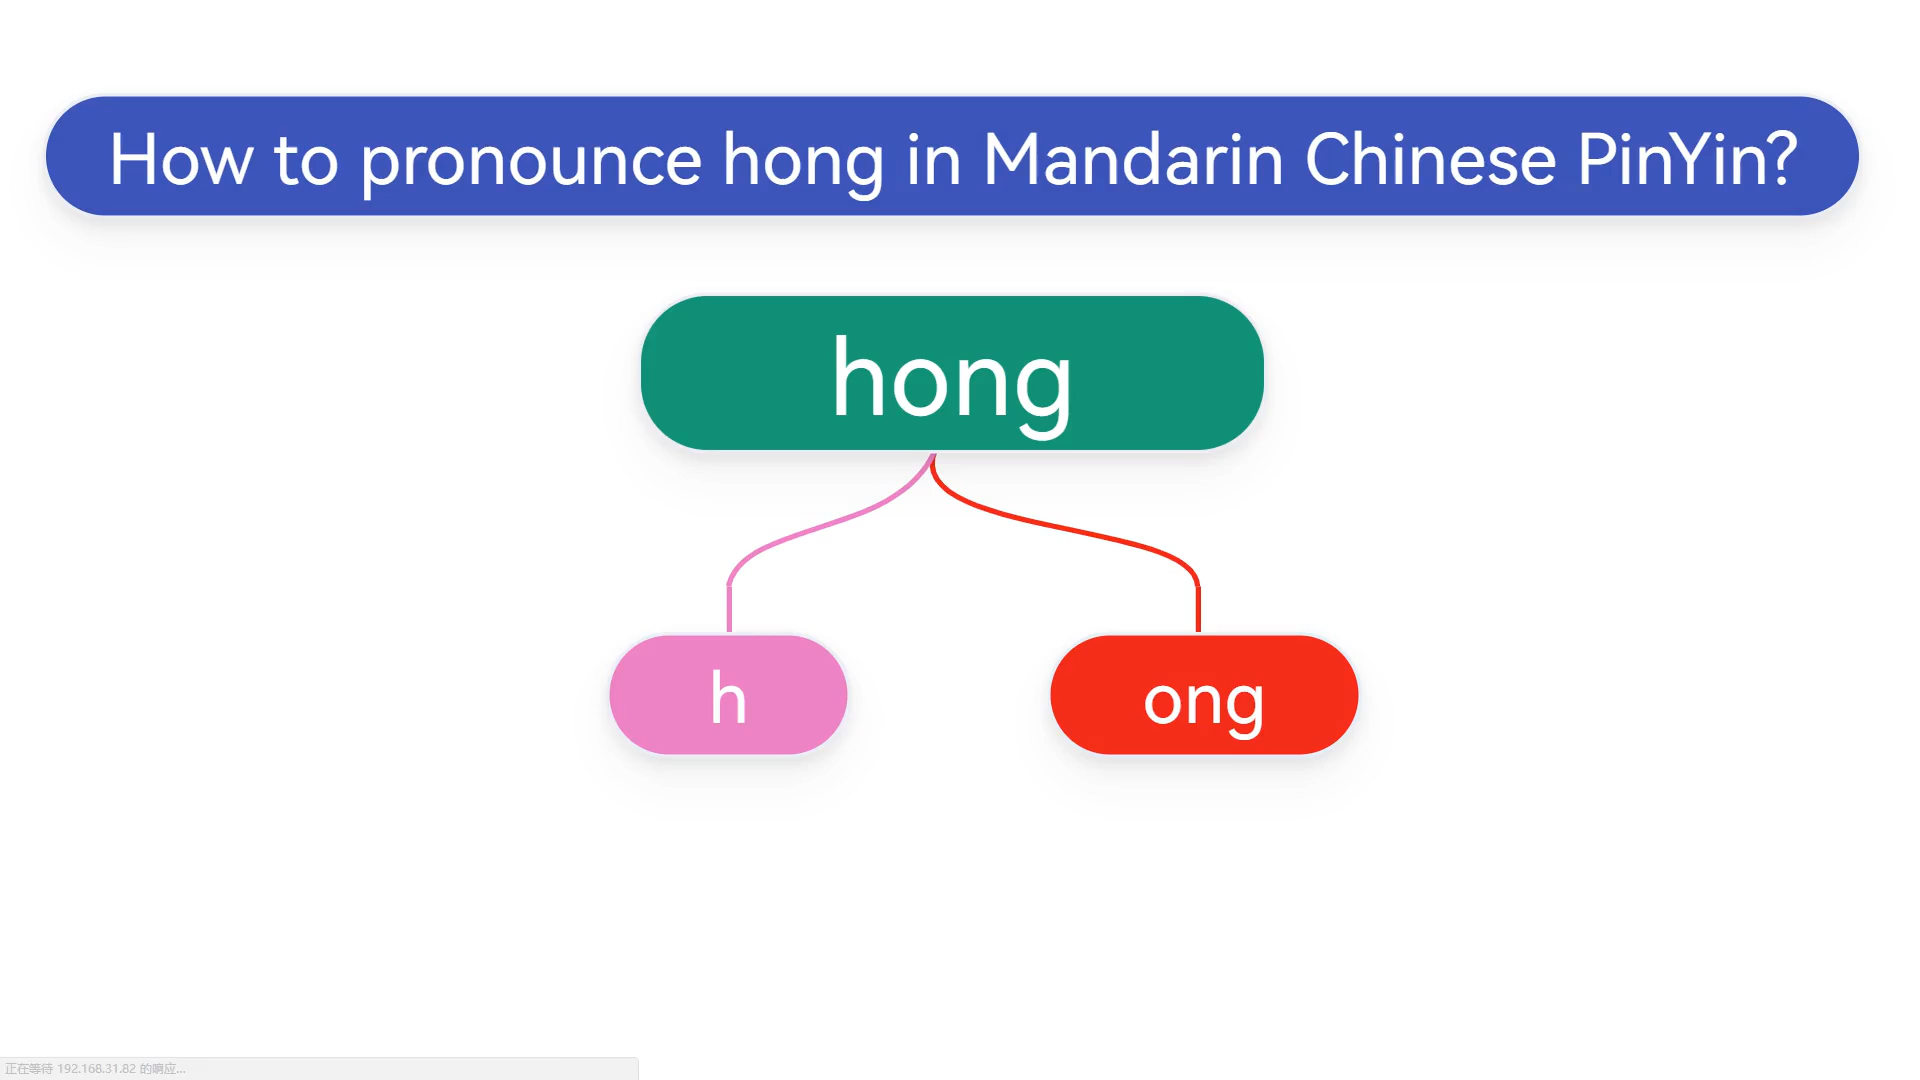 How to pronounce hong in Mandarin Chinese PinYin?
hong
h
ong
正在等待 192.168.31.82 的响应...